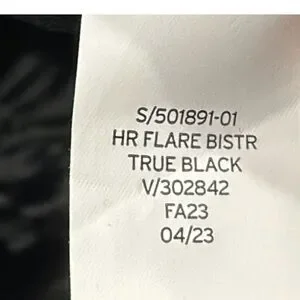 S/501891-01
HR FLARE BISTR
TRUE BLACK
V/302842
FA23
04/23